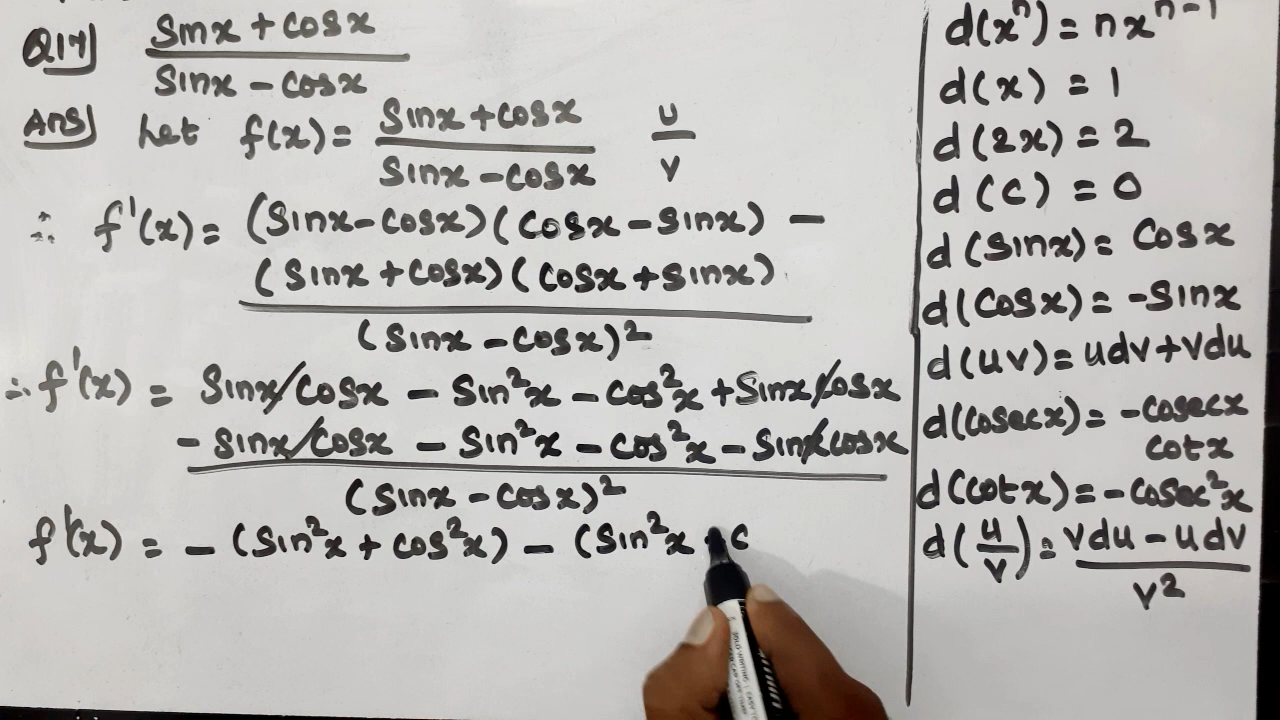 Q17] sinx + cosx
sinx - cosx
Ans] Let f(x) = sinx + cosx u
sinx - cosx v
∴ f'(x) = (sinx - cosx)(cosx - sinx) -
(sinx + cosx)(cosx + sinx)
(sinx - cosx)²
∴ f'(x) = sinx cosx - sin²x - cos²x + sinx cosx
- sinx cosx - sin²x - cos²x - sinx cosx
(sinx - cosx)²
f'(x) = - (sin²x + cos²x) - (sin²x + c
d(xⁿ) = nxⁿ⁻¹
d(x) = 1
d(2x) = 2
d(c) = 0
d(sinx) = cosx
d(cosx) = -sinx
d(uv) = udv + vdu
d(cosecx) = -cosecx
cotx
d(cotx) = -cosec²x
d(u/v) = vdu - udv
v²